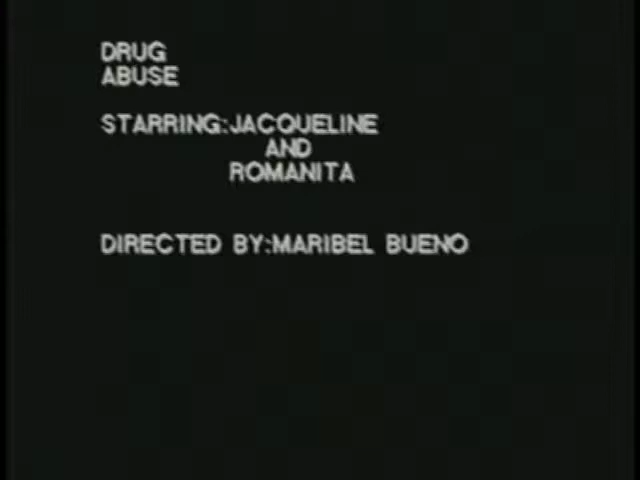 DRUG
ABUSE
STARRING:JACQUELINE
AND
ROMANITA
DIRECTED BY:MARIBEL BUENO